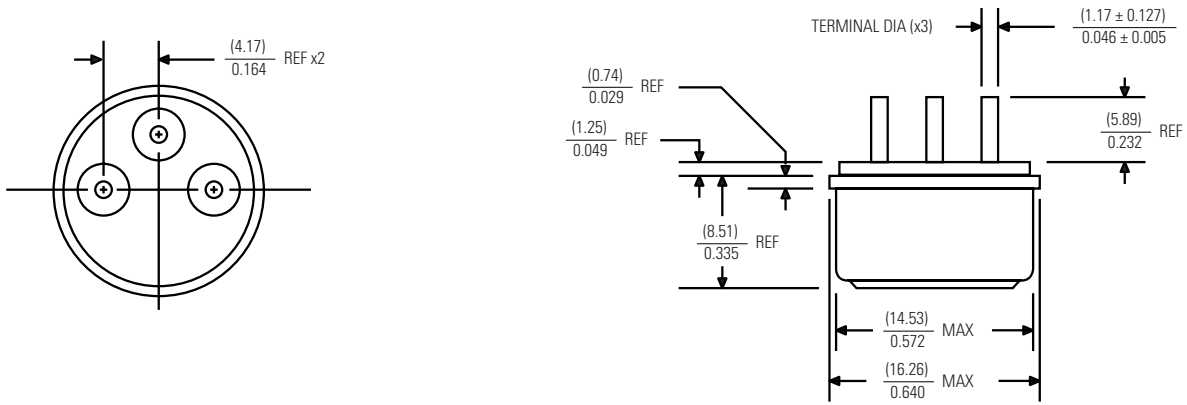 (4.17)
0.164 REF x2
TERMINAL DIA (x3)
(1.17 ± 0.127)
0.046 ± 0.005
(0.74)
0.029 REF
(1.25)
0.049 REF
(5.89)
0.232 REF
(8.51)
0.335 REF
(14.53)
0.572 MAX
(16.26)
0.640 MAX